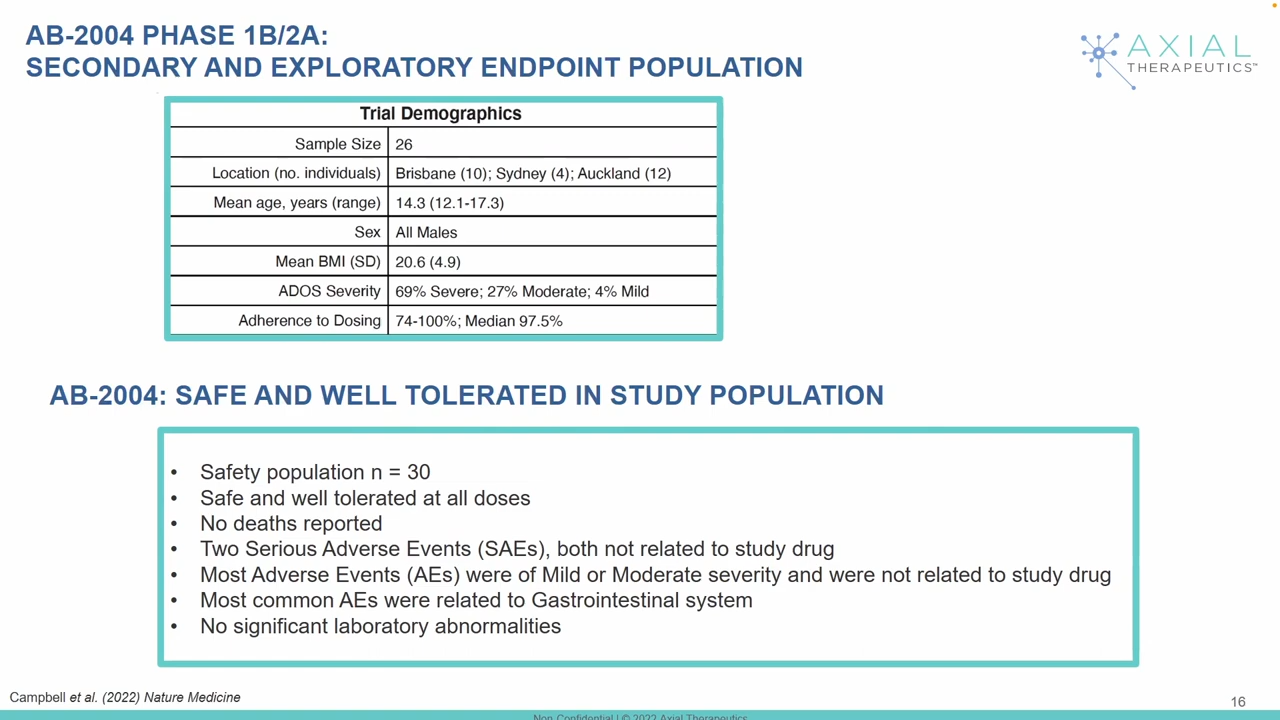 AB-2004 PHASE 1B/2A:
SECONDARY AND EXPLORATORY ENDPOINT POPULATION
AXIAL
THERAPEUTICS™
Trial Demographics
Sample Size 26
Location (no. individuals) Brisbane (10); Sydney (4); Auckland (12)
Mean age, years (range) 14.3 (12.1-17.3)
Sex All Males
Mean BMI (SD) 20.6 (4.9)
ADOS Severity 69% Severe; 27% Moderate; 4% Mild
Adherence to Dosing 74-100%; Median 97.5%
AB-2004: SAFE AND WELL TOLERATED IN STUDY POPULATION
• Safety population n = 30
• Safe and well tolerated at all doses
• No deaths reported
• Two Serious Adverse Events (SAEs), both not related to study drug
• Most Adverse Events (AEs) were of Mild or Moderate severity and were not related to study drug
• Most common AEs were related to Gastrointestinal system
• No significant laboratory abnormalities
Campbell et al. (2022) Nature Medicine
16
Non-Confidential | © 2022 Axial Therapeutics